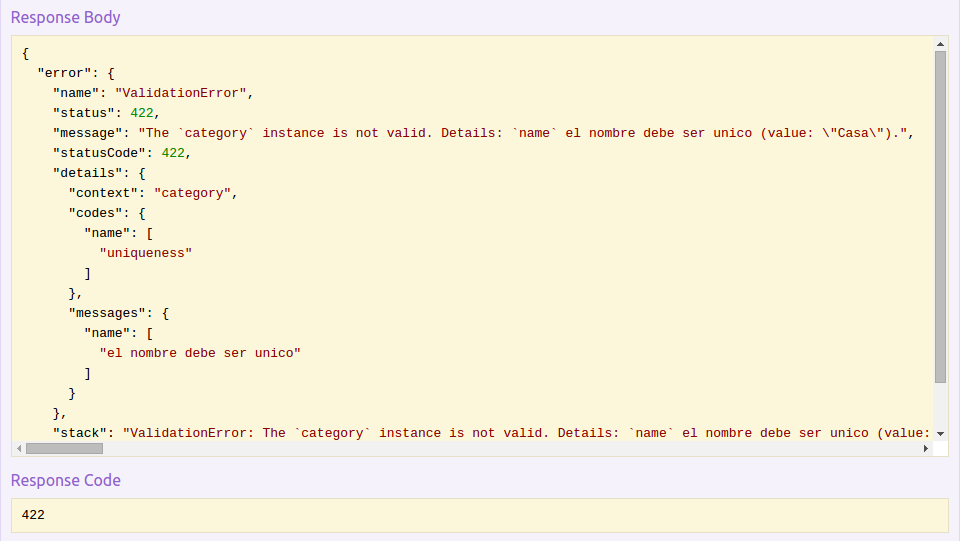 Response Body
{
  "error": {
    "name": "ValidationError",
    "status": 422,
    "message": "The `category` instance is not valid. Details: `name` el nombre debe ser unico (value: \"Casa\").",
    "statusCode": 422,
    "details": {
      "context": "category",
      "codes": {
        "name": [
          "uniqueness"
        ]
      },
      "messages": {
        "name": [
          "el nombre debe ser unico"
        ]
      }
    },
    "stack": "ValidationError: The `category` instance is not valid. Details: `name` el nombre debe ser unico (value:
Response Code
422